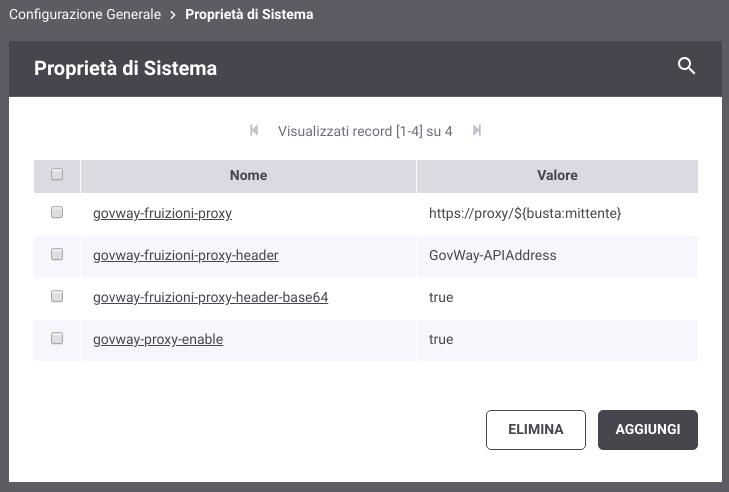 Configurazione Generale > Proprietà di Sistema
Proprietà di Sistema
Visualizzati record [1-4] su 4
Nome Valore
govway-fruizioni-proxy https://proxy/${busta:mittente}
govway-fruizioni-proxy-header GovWay-APIAddress
govway-fruizioni-proxy-header-base64 true
govway-proxy-enable true
ELIMINA AGGIUNGI